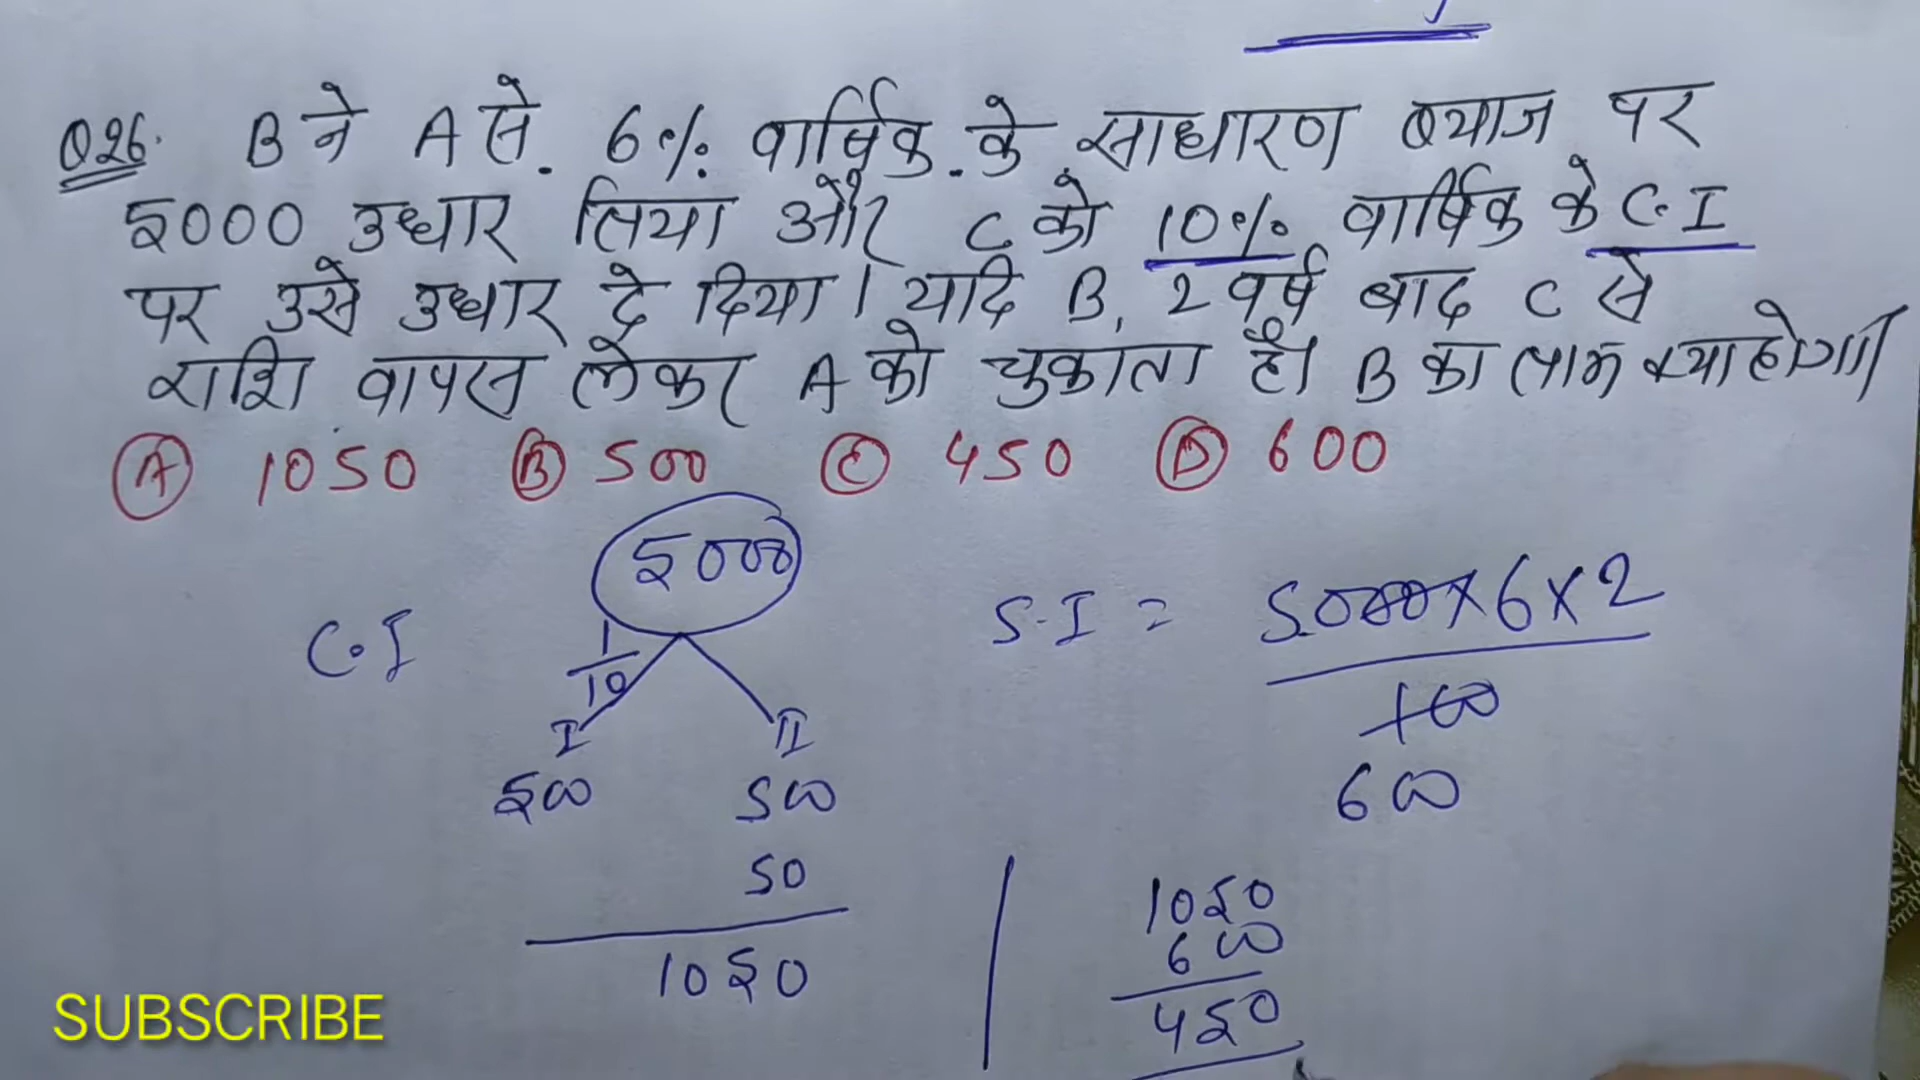 Q26. B ने A से 6% वार्षिक के साधारण ब्याज पर
5000 उधार लिया और C को 10% वार्षिक के C.I
पर उसे उधार दे दिया। यदि B, 2 वर्ष बाद C से
राशि वापस लेकर A को चुकाता है। B का लाभ क्या होगा।
(A) 1050 (B) 500 (C) 450 (D) 600
5000
C.I
1/10
I II
500 500
50
1050
S.I = 5000×6×2
100
600
1050
600
450
SUBSCRIBE